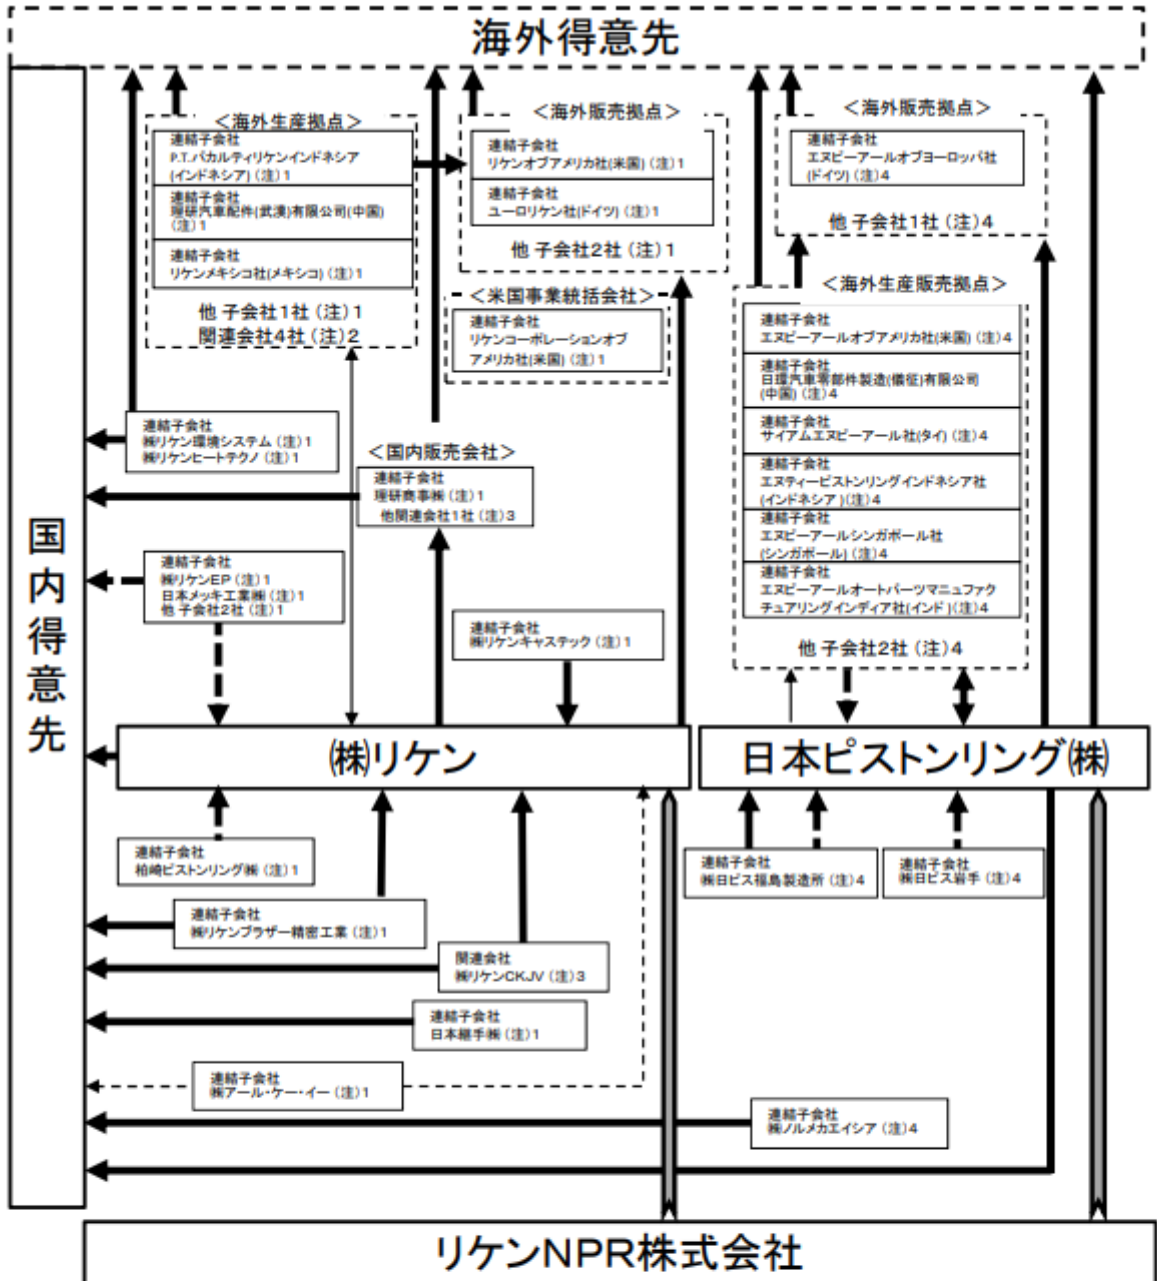 海外得意先
国内得意先
＜海外生産拠点＞
連結子会社
P.T.パカルティリケンインドネシア
(インドネシア) (注)1
連結子会社
理研汽車配件(武漢)有限公司(中国)
(注)1
連結子会社
リケンメキシコ社(メキシコ) (注)1
他 子会社1社 (注)1
関連会社4社 (注)2
＜海外販売拠点＞
連結子会社
リケンオブアメリカ社(米国) (注)1
連結子会社
ユーロリケン社(ドイツ) (注)1
他 子会社2社 (注)1
＜米国事業統括会社＞
連結子会社
リケンコーポレーションオブ
アメリカ社(米国) (注)1
＜海外販売拠点＞
連結子会社
エヌピーアールオブヨーロッパ社
(ドイツ) (注)4
他 子会社1社 (注)4
＜海外生産販売拠点＞
連結子会社
エヌピーアールオブアメリカ社(米国) (注)4
連結子会社
日環汽車零部件製造(儀征)有限公司
(中国) (注)4
連結子会社
サイアムエヌピーアール社(タイ) (注)4
連結子会社
エヌティーピストンリングインドネシア社
(インドネシア)(注)4
連結子会社
エヌピーアールシンガポール社
(シンガポール) (注)4
連結子会社
エヌピーアールオートパーツマニュファク
チュアリングインディア社(インド)(注)4
他 子会社2社 (注)4
連結子会社
㈱リケン環境システム (注)1
㈱リケンヒートテクノ (注)1
＜国内販売会社＞
連結子会社
理研商事㈱ (注)1
他関連会社1社 (注)3
連結子会社
㈱リケンEP (注)1
日本メッキ工業㈱ (注)1
他 子会社2社 (注)1
連結子会社
㈱リケンキャステック (注)1
㈱リケン
日本ピストンリング㈱
連結子会社
柏崎ピストンリング㈱ (注)1
連結子会社
㈱日ピス福島製造所 (注)4
連結子会社
㈱日ピス岩手 (注)4
連結子会社
㈱リケンブラザー精密工業 (注)1
関連会社
㈱リケンCKJV (注)3
連結子会社
日本継手㈱ (注)1
連結子会社
㈱アール・ケー・イー (注)1
連結子会社
㈱ノルメカエイシア (注)4
リケンNPR株式会社